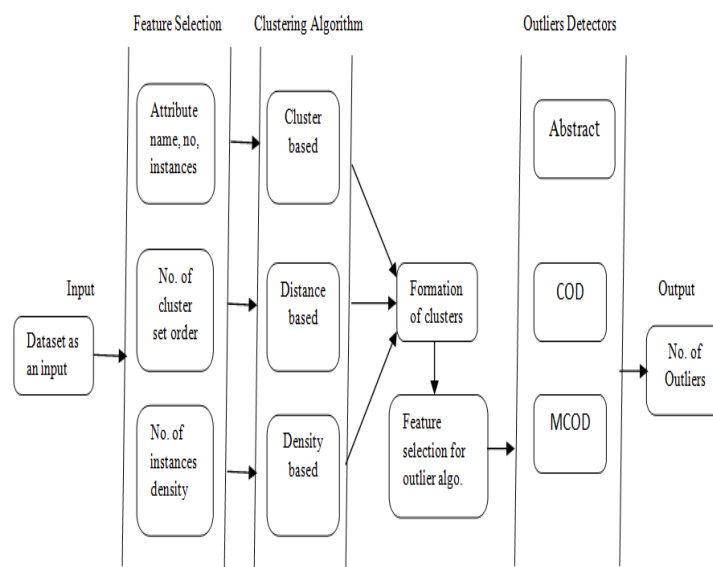 Feature Selection
Clustering Algorithm
Outliers Detectors
Attribute
name, no,
instances
Cluster
based
Abstract
Input
No. of
cluster
set order
Distance
based
Formation
of clusters
COD
Output
Dataset as
an input
No. of
Outliers
No. of
instances
density
Density
based
Feature
selection for
outlier algo.
MCOD